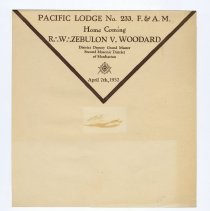 PACIFIC LODGE No. 233. F. & A. M.
Home Coming
R∴W∴ZEBULON V. WOODARD
District Deputy Grand Master
Second Masonic District
of Manhattan
April 7th, 1932